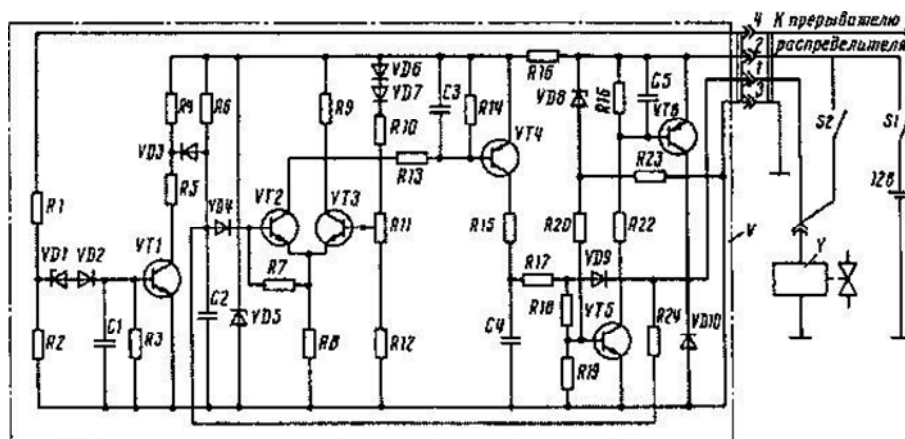 4 К прерывателю
2 распределителя
1
3
R4
R6
R9
VD6
VD7
R10
C3
R14
R16
VD8
R16
C5
VT6
S2
S1
12В
VD3
R5
VT4
R13
R23
R1
VD4
VT2
VT3
R11
R15
R20
R22
V
Y
VD1
VD2
VT1
R7
R17
VD9
R18
VT5
R24
VD10
R2
C1
R3
C2
VD5
R8
R12
C4
R19